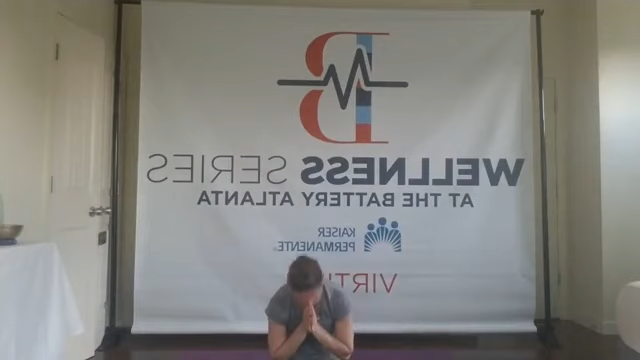 B
WELLNESS SERIES
AT THE BATTERY ATLANTA
KAISER
PERMANENTE®